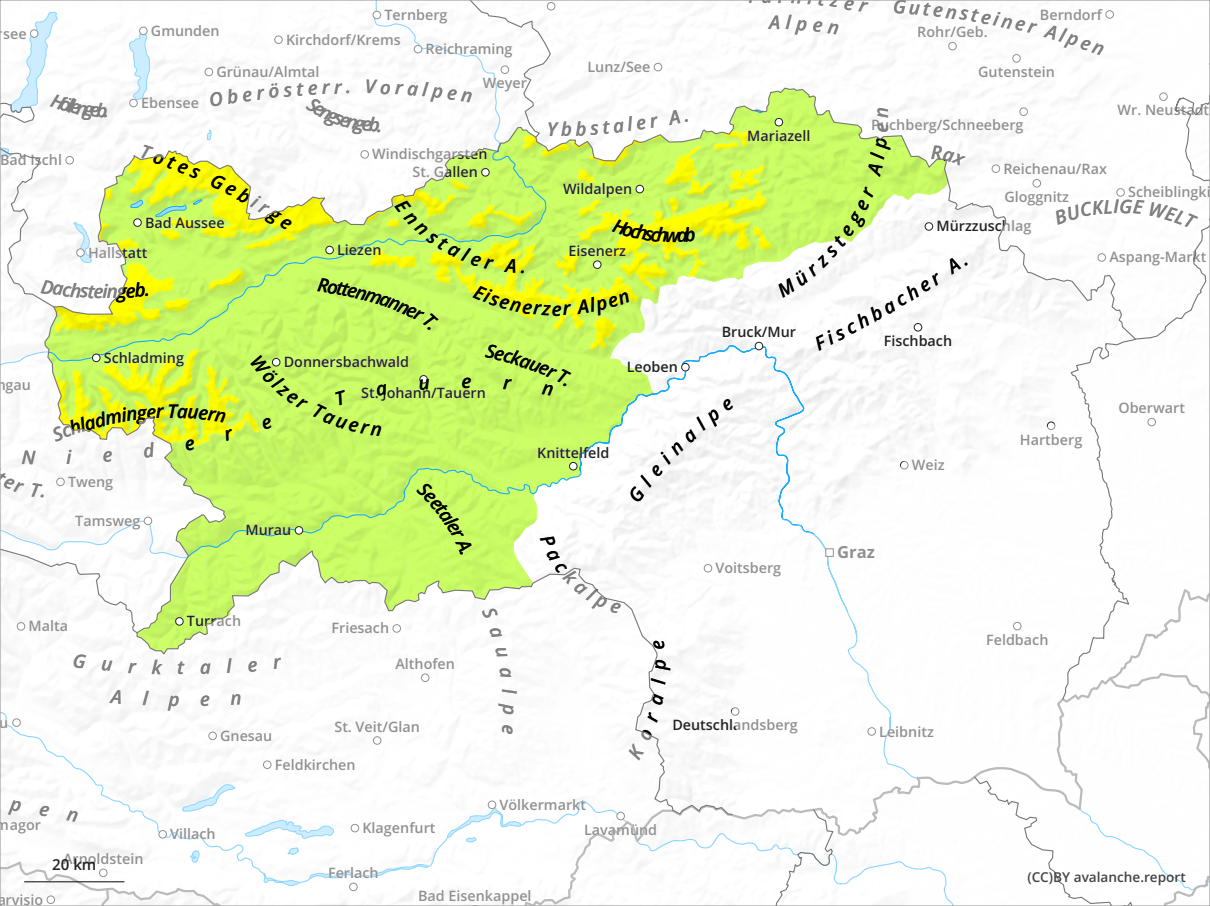 Ternberg
Gutensteiner Alpen
Berndorf
Gmunden
Kirchdorf/Krems
Reichraming
Alpen
Rohr/Geb.
Grünau/Almtal
Weyer
Lunz/See
Gutenstein
Ebensee
Oberösterr. Voralpen
Sengsengeb.
Ybbstaler A.
Mariazell
Puchberg/Schneeberg
Wr. Neustadt
Bad Ischl
Totes Gebirge
Windischgarsten
St. Gallen
Rax
Reichenau/Rax
Gloggnitz
Wildalpen
Bad Aussee
Ennstaler A.
Hochschwab
Mürzsteger Alpen
Mürzzuschlag
BUCKLIGE WELT
Hallstatt
Liezen
Eisenerz
Aspang-Markt
Dachsteingeb.
Rottenmanner T.
Eisenerzer Alpen
Fischbacher A.
Bruck/Mur
Fischbach
Schladming
Donnersbachwald
Seckauer T.
Leoben
St.Johann/Tauern
Wölzer Tauern
Schladminger Tauern
Niedere Tauern
Gleinalpe
Oberwart
Hartberg
Knittelfeld
Weiz
Tweng
Tamsweg
Murau
Seetaler A.
Packalpe
Graz
Voitsberg
Malta
Turrach
Friesach
Saualpe
Feldbach
Gurktaler
Alpen
Althofen
Koralpe
Deutschlandsberg
Leibnitz
St. Veit/Glan
Gnesau
Feldkirchen
Völkermarkt
Villach
Klagenfurt
Lavamünd
Arnoldstein
20 km
Ferlach
Bad Eisenkappel
(CC)BY avalanche.report